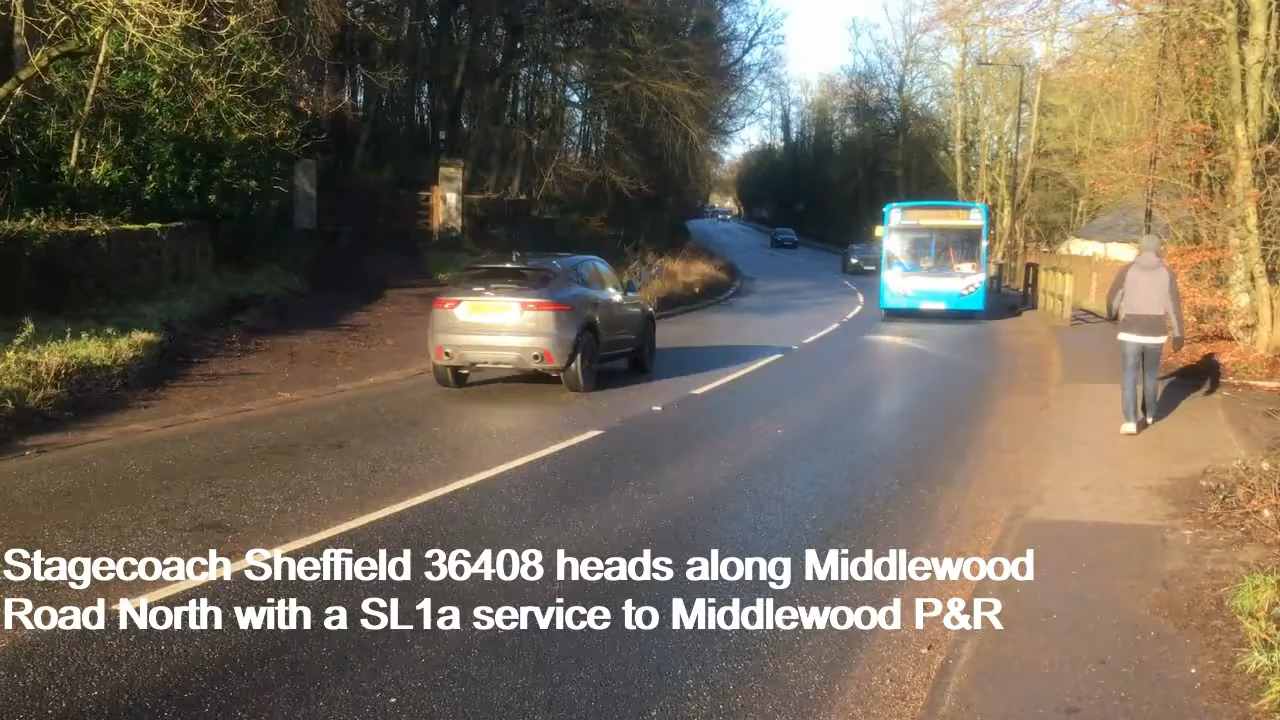 Stagecoach Sheffield 36408 heads along Middlewood
Road North with a SL1a service to Middlewood P&R